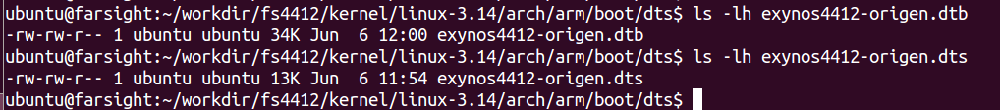 ubuntu@farsight:~/workdir/fs4412/kernel/linux-3.14/arch/arm/boot/dts$ ls -lh exynos4412-origen.dtb
-rw-rw-r-- 1 ubuntu ubuntu 34K Jun  6 12:00 exynos4412-origen.dtb
ubuntu@farsight:~/workdir/fs4412/kernel/linux-3.14/arch/arm/boot/dts$ ls -lh exynos4412-origen.dts
-rw-rw-r-- 1 ubuntu ubuntu 13K Jun  6 11:54 exynos4412-origen.dts
ubuntu@farsight:~/workdir/fs4412/kernel/linux-3.14/arch/arm/boot/dts$